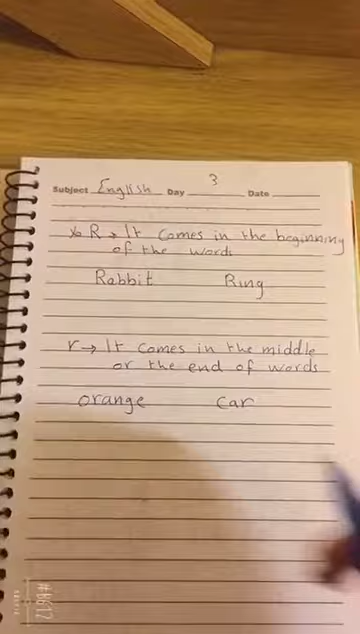 3
Subject English Day Date
R → It comes in the beginning
of the words
Rabbit Ring
r → It comes in the middle
or the end of words
orange car
#B612